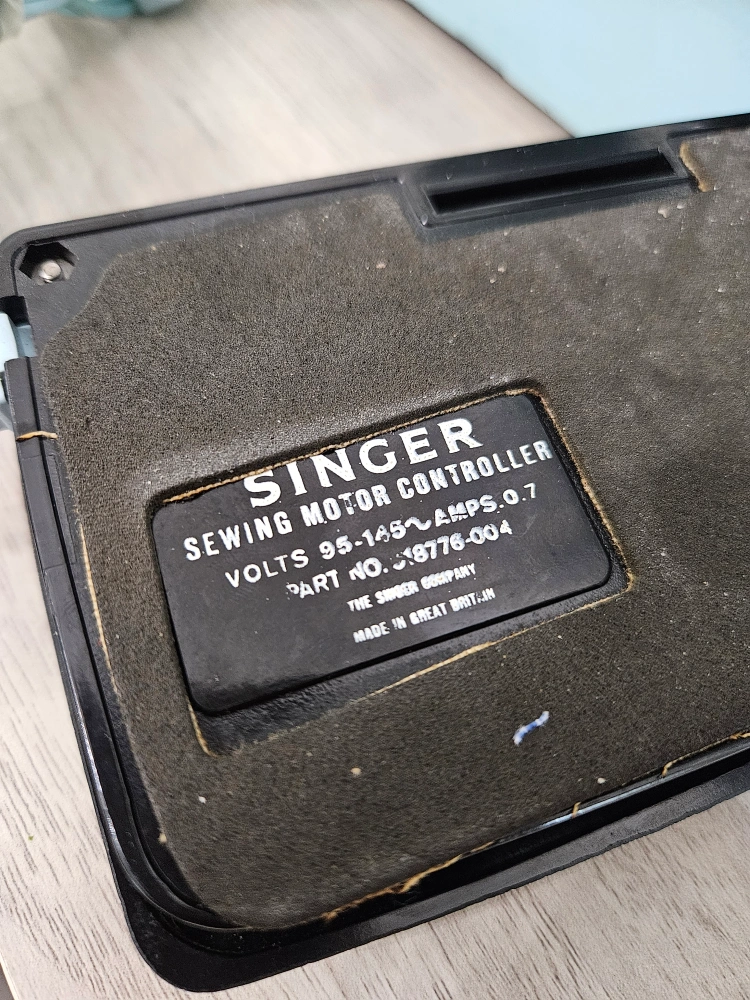 SINGER
SEWING MOTOR CONTROLLER
VOLTS 95-145~AMPS.0.7
PART NO.
THE SINGER COMPANY
MADE IN GREAT BRITAIN